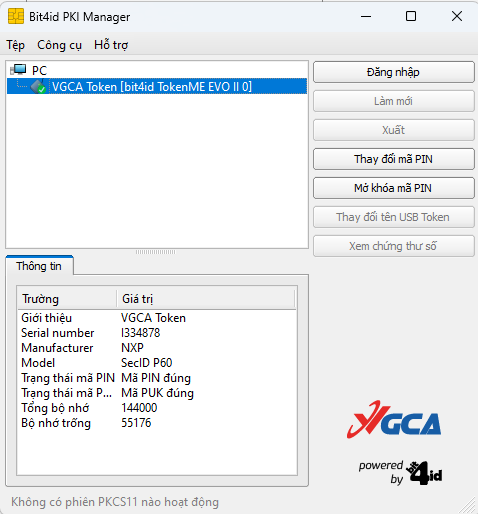 Bit4id PKI Manager
Tệp Công cụ Hỗ trợ
PC
VGCA Token [bit4id TokenME EVO II 0]
Đăng nhập
Làm mới
Xuất
Thay đổi mã PIN
Mở khóa mã PIN
Thay đổi tên USB Token
Xem chứng thư số
Thông tin
Trường Giá trị
Giới thiệu VGCA Token
Serial number I334878
Manufacturer NXP
Model SecID P60
Trạng thái mã PIN Mã PIN đúng
Trạng thái mã P... Mã PUK đúng
Tổng bộ nhớ 144000
Bộ nhớ trống 55176
VGCA
powered
by 4id
Không có phiên PKCS11 nào hoạt động